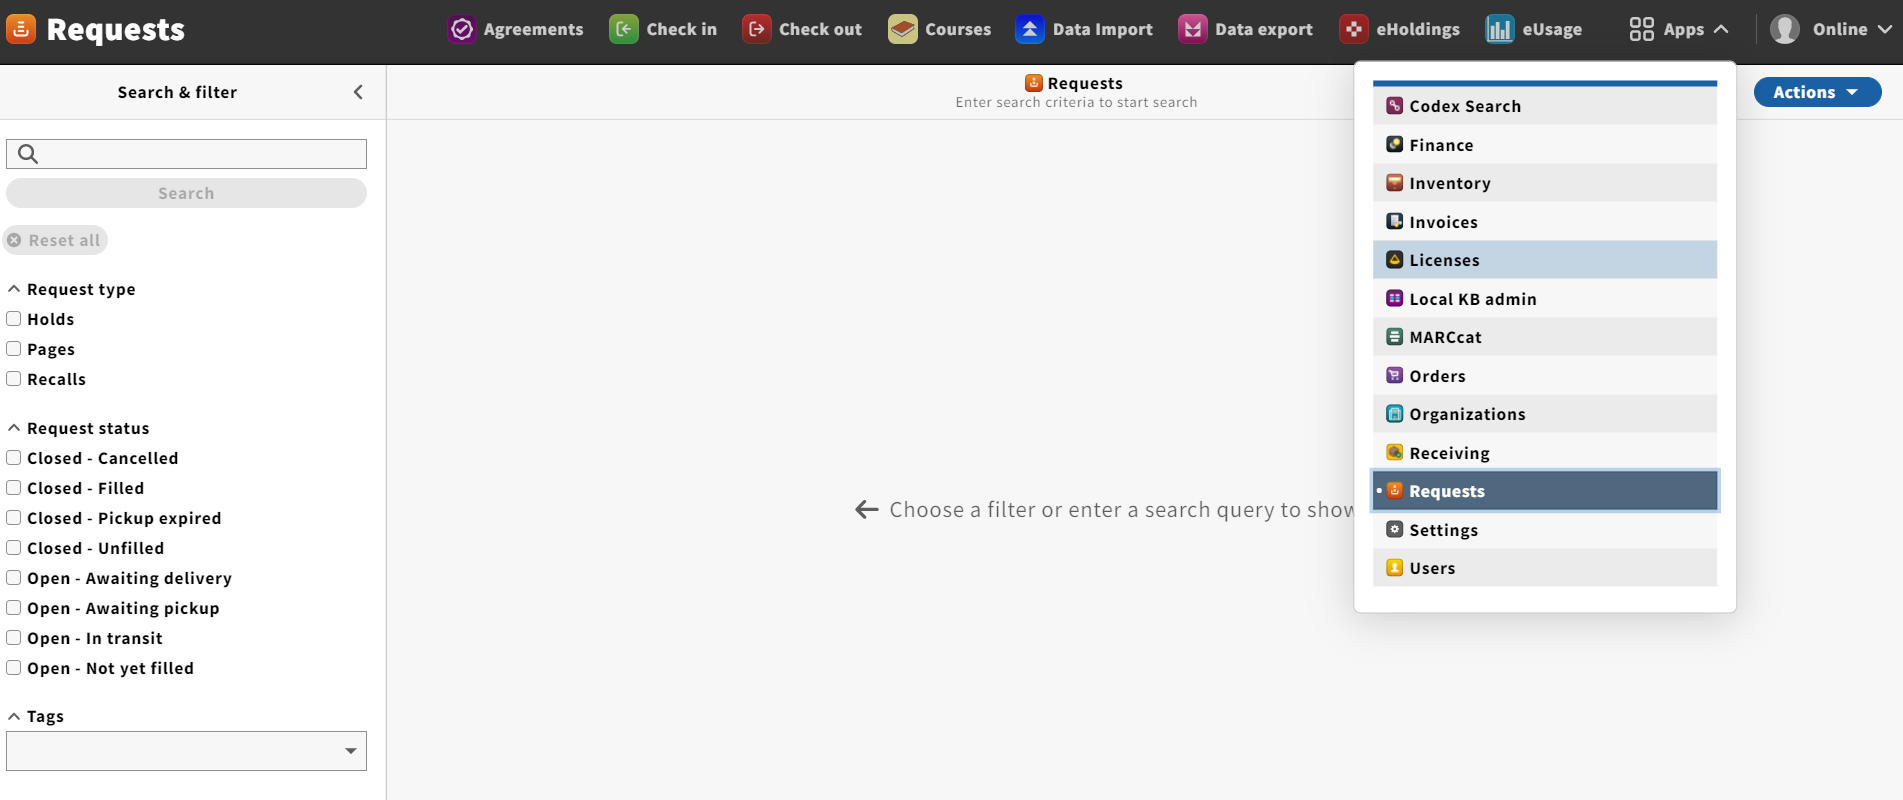 Requests
Agreements
Check in
Check out
Courses
Data Import
Data export
eHoldings
eUsage
Apps
Online
Search & filter
Requests
Enter search criteria to start search
Actions
Search
Reset all
Request type
Holds
Pages
Recalls
Request status
Closed - Cancelled
Closed - Filled
Closed - Pickup expired
Closed - Unfilled
Open - Awaiting delivery
Open - Awaiting pickup
Open - In transit
Open - Not yet filled
Tags
Choose a filter or enter a search query to show
Codex Search
Finance
Inventory
Invoices
Licenses
Local KB admin
MARCcat
Orders
Organizations
Receiving
Requests
Settings
Users